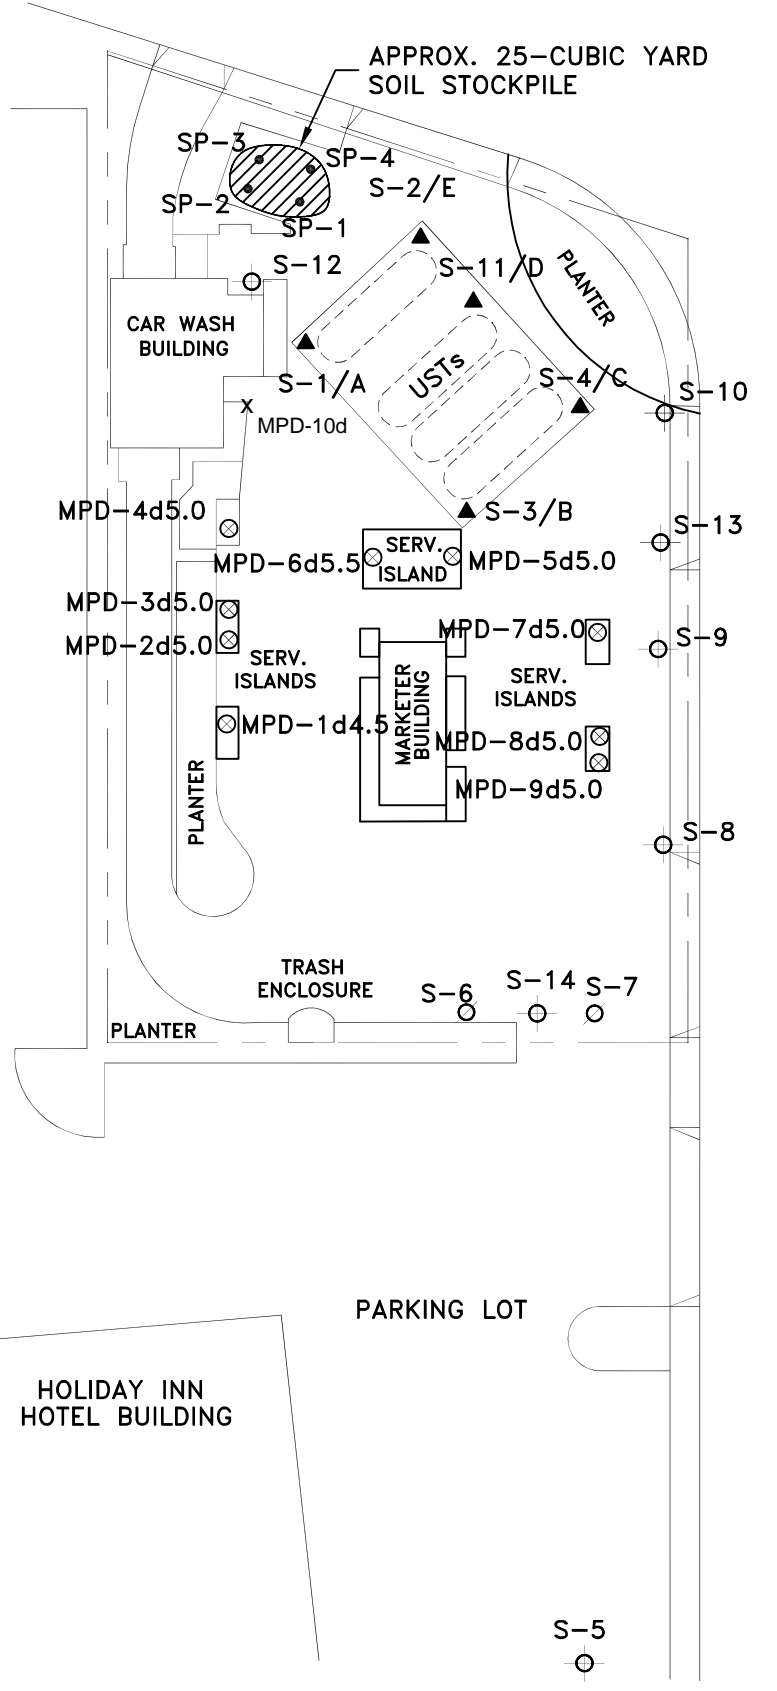 APPROX. 25-CUBIC YARD
SOIL STOCKPILE
SP-3
SP-4
S-2/E
SP-2
SP-1
S-12
S-11/D
PLANTER
CAR WASH
BUILDING
USTs
S-1/A
S-4/C
S-10
X
MPD-10d
MPD-4d5.0
S-3/B
S-13
SERV.
ISLAND
MPD-6d5.5
MPD-5d5.0
MPD-3d5.0
MPD-2d5.0
MPD-7d5.0
S-9
SERV.
ISLANDS
SERV.
ISLANDS
MARKETER
BUILDING
MPD-1d4.5
MPD-8d5.0
MPD-9d5.0
PLANTER
S-8
TRASH
ENCLOSURE
S-6
S-14
S-7
PLANTER
PARKING LOT
HOLIDAY INN
HOTEL BUILDING
S-5